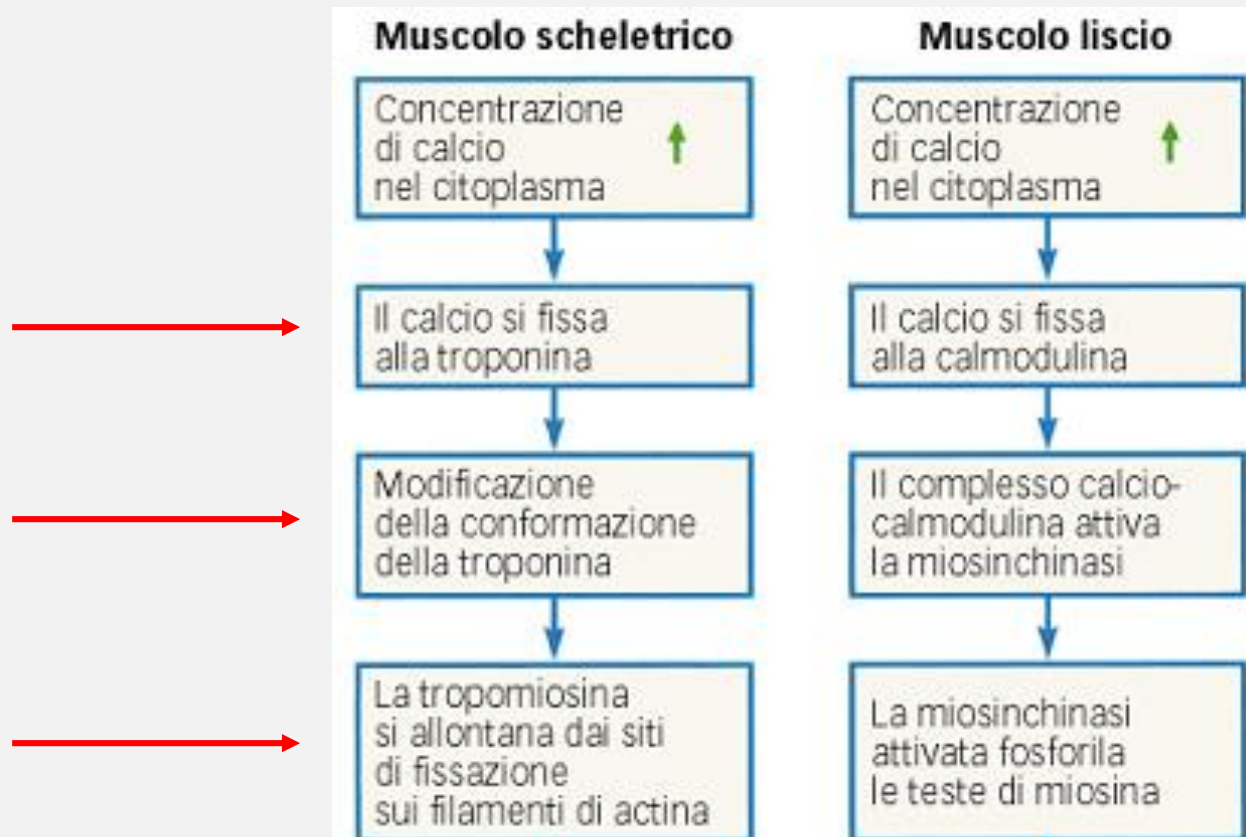 Muscolo scheletrico
Concentrazione
di calcio
nel citoplasma
Il calcio si fissa
alla troponina
Modificazione
della conformazione
della troponina
La tropomiosina
si allontana dai siti
di fissazione
sui filamenti di actina
Muscolo liscio
Concentrazione
di calcio
nel citoplasma
Il calcio si fissa
alla calmodulina
Il complesso calcio-
calmodulina attiva
la miosinchinasi
La miosinchinasi
attivata fosforila
le teste di miosina